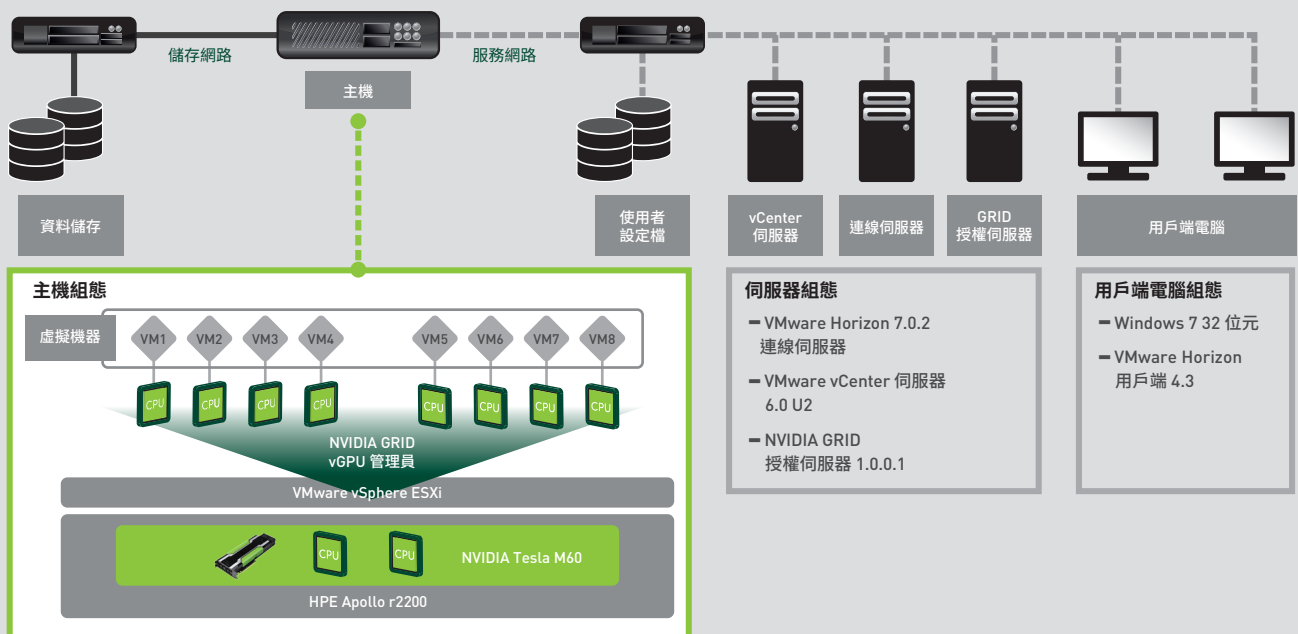 儲存網路
服務網路
主機
資料儲存
使用者
設定檔
vCenter
伺服器
連線伺服器
GRID
授權伺服器
用戶端電腦
主機組態
虛擬機器
VM1
VM2
VM3
VM4
VM5
VM6
VM7
VM8
CPU
CPU
CPU
CPU
CPU
CPU
CPU
CPU
NVIDIA GRID
vGPU 管理員
VMware vSphere ESXi
CPU
CPU
NVIDIA Tesla M60
HPE Apollo r2200
伺服器組態
– VMware Horizon 7.0.2
連線伺服器
– VMware vCenter 伺服器
6.0 U2
– NVIDIA GRID
授權伺服器 1.0.0.1
用戶端電腦組態
– Windows 7 32 位元
– VMware Horizon
用戶端 4.3